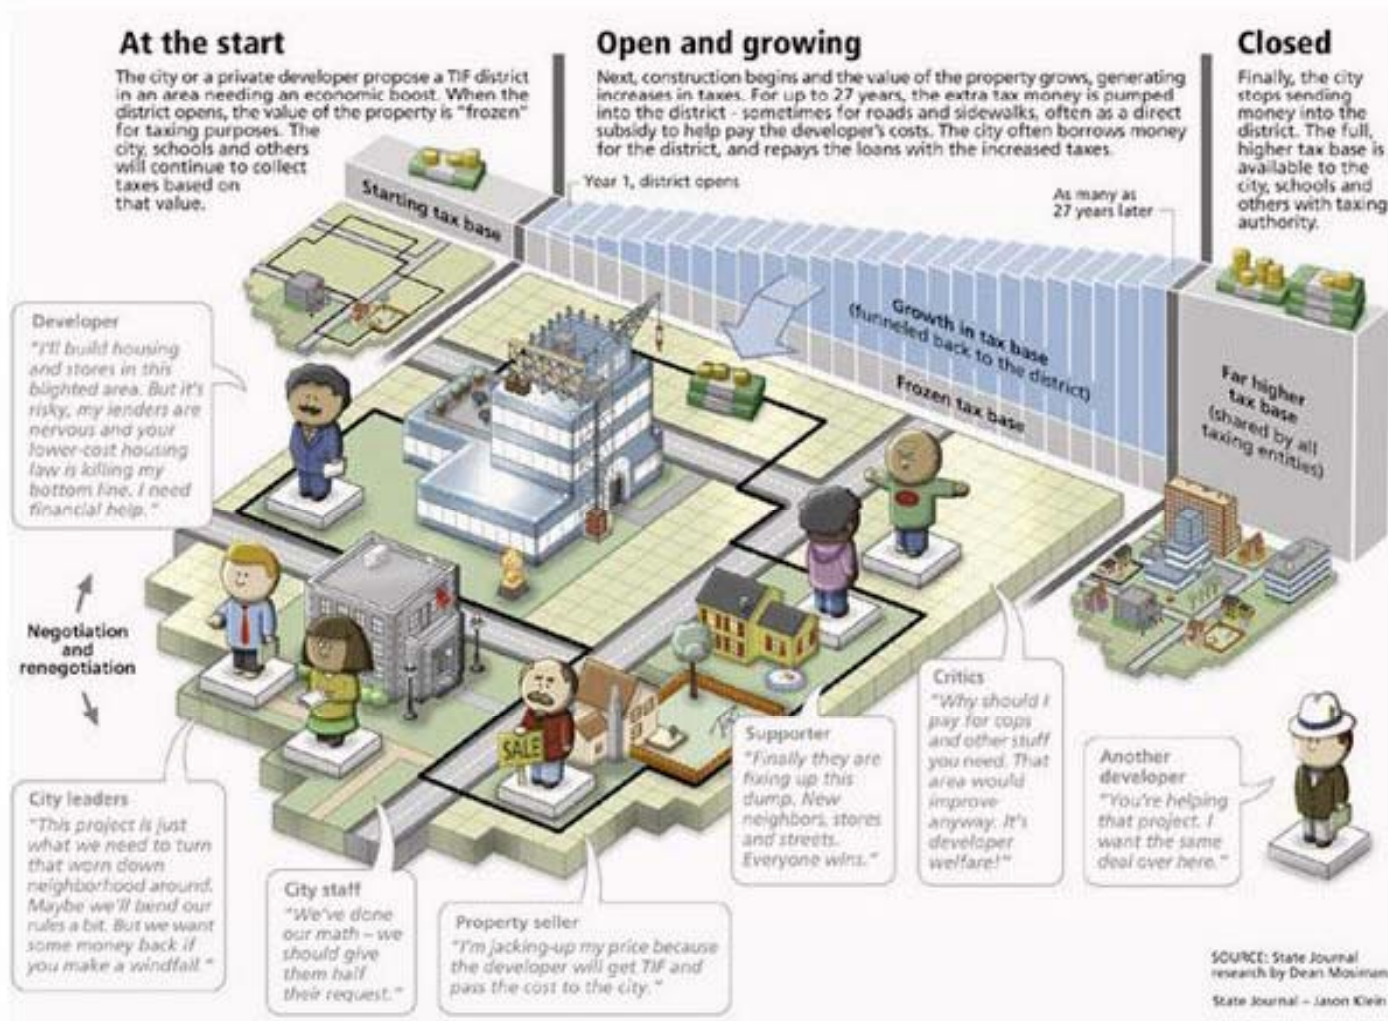 At the start
The city or a private developer propose a TIF district
in an area needing an economic boost. When the
district opens, the value of the property is "frozen"
for taxing purposes. The
city, schools and others
will continue to collect
taxes based on
that value.
Open and growing
Next, construction begins and the value of the property grows, generating
increases in taxes. For up to 27 years, the extra tax money is pumped
into the district - sometimes for roads and sidewalks, often as a direct
subsidy to help pay the developer's costs. The city often borrows money
for the district, and repays the loans with the increased taxes.
Closed
Finally, the city
stops sending
money into the
district. The full,
higher tax base is
available to the
city, schools and
others with taxing
authority.
Starting tax base
Year 1, district opens
As many as
27 years later
Growth in tax base
(funneled back to the district)
Frozen tax base
Far higher
tax base
(shared by all
taxing entities)
Developer
"I'll build housing
and stores in this
blighted area. But it's
risky, my lenders are
nervous and your
lower-cost housing
law is killing my
bottom line. I need
financial help."
Negotiation
and
renegotiation
SALE
City leaders
"This project is just
what we need to turn
that worn down
neighborhood around.
Maybe we'll bend our
rules a bit. But we want
some money back if
you make a windfall."
City staff
"We've done
our math – we
should give
them half
their request."
Property seller
"I'm jacking-up my price because
the developer will get TIF and
pass the cost to the city."
Supporter
"Finally they are
fixing up this
dump. New
neighbors, stores
and streets.
Everyone wins."
Critics
"Why should I
pay for cops
and other stuff
you need. That
area would
improve
anyway. It's
developer
welfare!"
Another
developer
"You're helping
that project. I
want the same
deal over here."
SOURCE: State Journal
research by Dean Mosiman
State Journal – Jason Klein